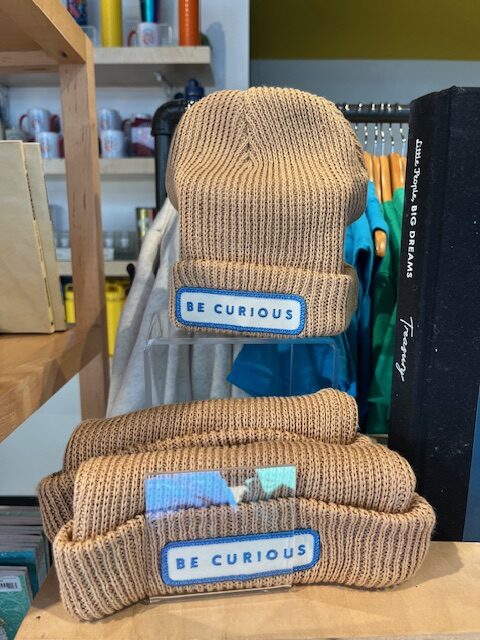 BE CURIOUS
Little People, BIG DREAMS
Treasury
BE CURIOUS